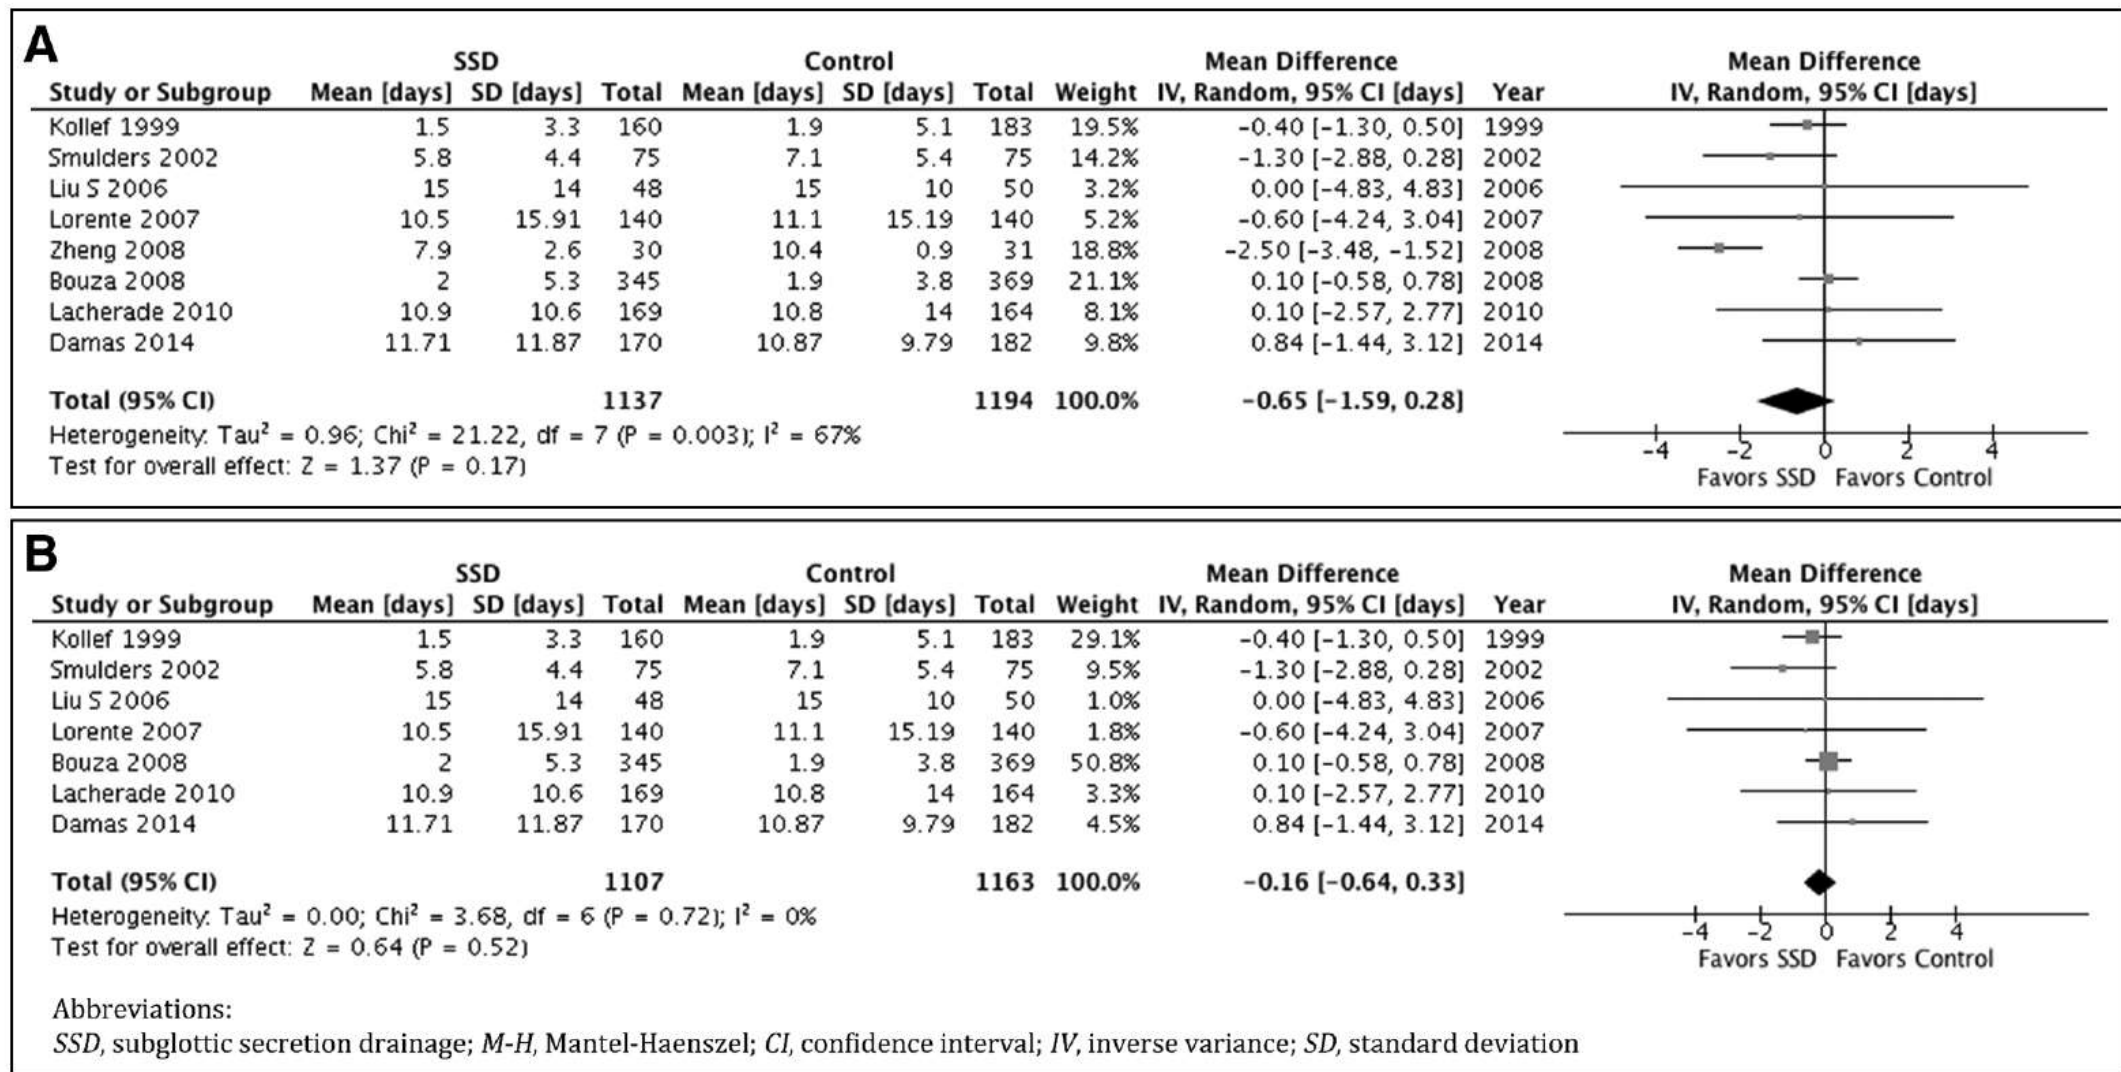 A
SSD Control Mean Difference Mean Difference
Study or Subgroup Mean [days] SD [days] Total Mean [days] SD [days] Total Weight IV, Random, 95% CI [days] Year IV, Random, 95% CI [days]
Kollef 1999 1.5 3.3 160 1.9 5.1 183 19.5% -0.40 [-1.30, 0.50] 1999
Smulders 2002 5.8 4.4 75 7.1 5.4 75 14.2% -1.30 [-2.88, 0.28] 2002
Liu S 2006 15 14 48 15 10 50 3.2% 0.00 [-4.83, 4.83] 2006
Lorente 2007 10.5 15.91 140 11.1 15.19 140 5.2% -0.60 [-4.24, 3.04] 2007
Zheng 2008 7.9 2.6 30 10.4 0.9 31 18.8% -2.50 [-3.48, -1.52] 2008
Bouza 2008 2 5.3 345 1.9 3.8 369 21.1% 0.10 [-0.58, 0.78] 2008
Lacherade 2010 10.9 10.6 169 10.8 14 164 8.1% 0.10 [-2.57, 2.77] 2010
Damas 2014 11.71 11.87 170 10.87 9.79 182 9.8% 0.84 [-1.44, 3.12] 2014
Total (95% CI) 1137 1194 100.0% -0.65 [-1.59, 0.28]
Heterogeneity: Tau² = 0.96; Chi² = 21.22, df = 7 (P = 0.003); I² = 67%
Test for overall effect: Z = 1.37 (P = 0.17)
-4 -2 0 2 4
Favors SSD Favors Control
B
SSD Control Mean Difference Mean Difference
Study or Subgroup Mean [days] SD [days] Total Mean [days] SD [days] Total Weight IV, Random, 95% CI [days] Year IV, Random, 95% CI [days]
Kollef 1999 1.5 3.3 160 1.9 5.1 183 29.1% -0.40 [-1.30, 0.50] 1999
Smulders 2002 5.8 4.4 75 7.1 5.4 75 9.5% -1.30 [-2.88, 0.28] 2002
Liu S 2006 15 14 48 15 10 50 1.0% 0.00 [-4.83, 4.83] 2006
Lorente 2007 10.5 15.91 140 11.1 15.19 140 1.8% -0.60 [-4.24, 3.04] 2007
Bouza 2008 2 5.3 345 1.9 3.8 369 50.8% 0.10 [-0.58, 0.78] 2008
Lacherade 2010 10.9 10.6 169 10.8 14 164 3.3% 0.10 [-2.57, 2.77] 2010
Damas 2014 11.71 11.87 170 10.87 9.79 182 4.5% 0.84 [-1.44, 3.12] 2014
Total (95% CI) 1107 1163 100.0% -0.16 [-0.64, 0.33]
Heterogeneity: Tau² = 0.00; Chi² = 3.68, df = 6 (P = 0.72); I² = 0%
Test for overall effect: Z = 0.64 (P = 0.52)
-4 -2 0 2 4
Favors SSD Favors Control
Abbreviations:
SSD, subglottic secretion drainage; M-H, Mantel-Haenszel; CI, confidence interval; IV, inverse variance; SD, standard deviation